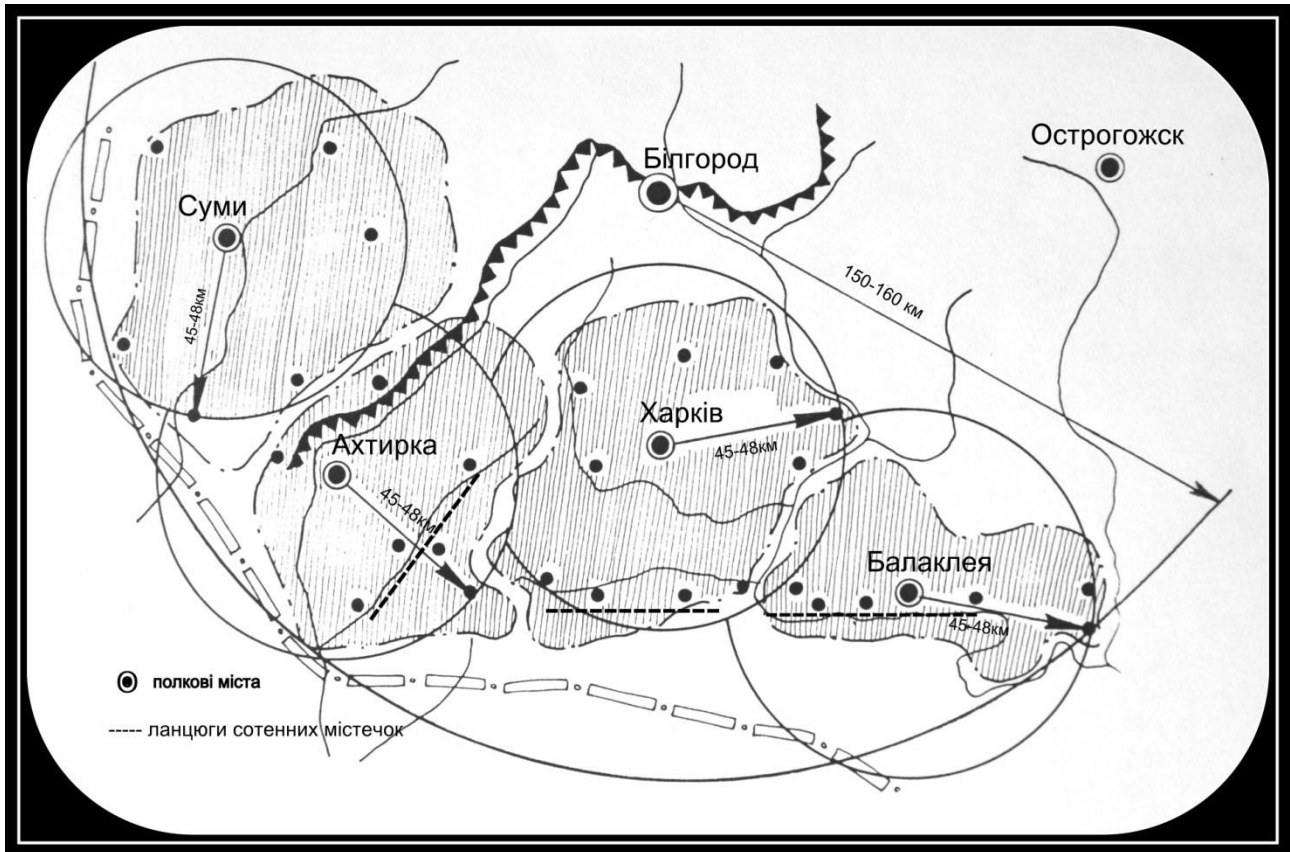 Острогожск
Білгород
Суми
150-160 км
45-48км
Харків
45-48км
Ахтирка
45-48км
Балаклея
45-48км
полкові міста
ланцюги сотенних містечок